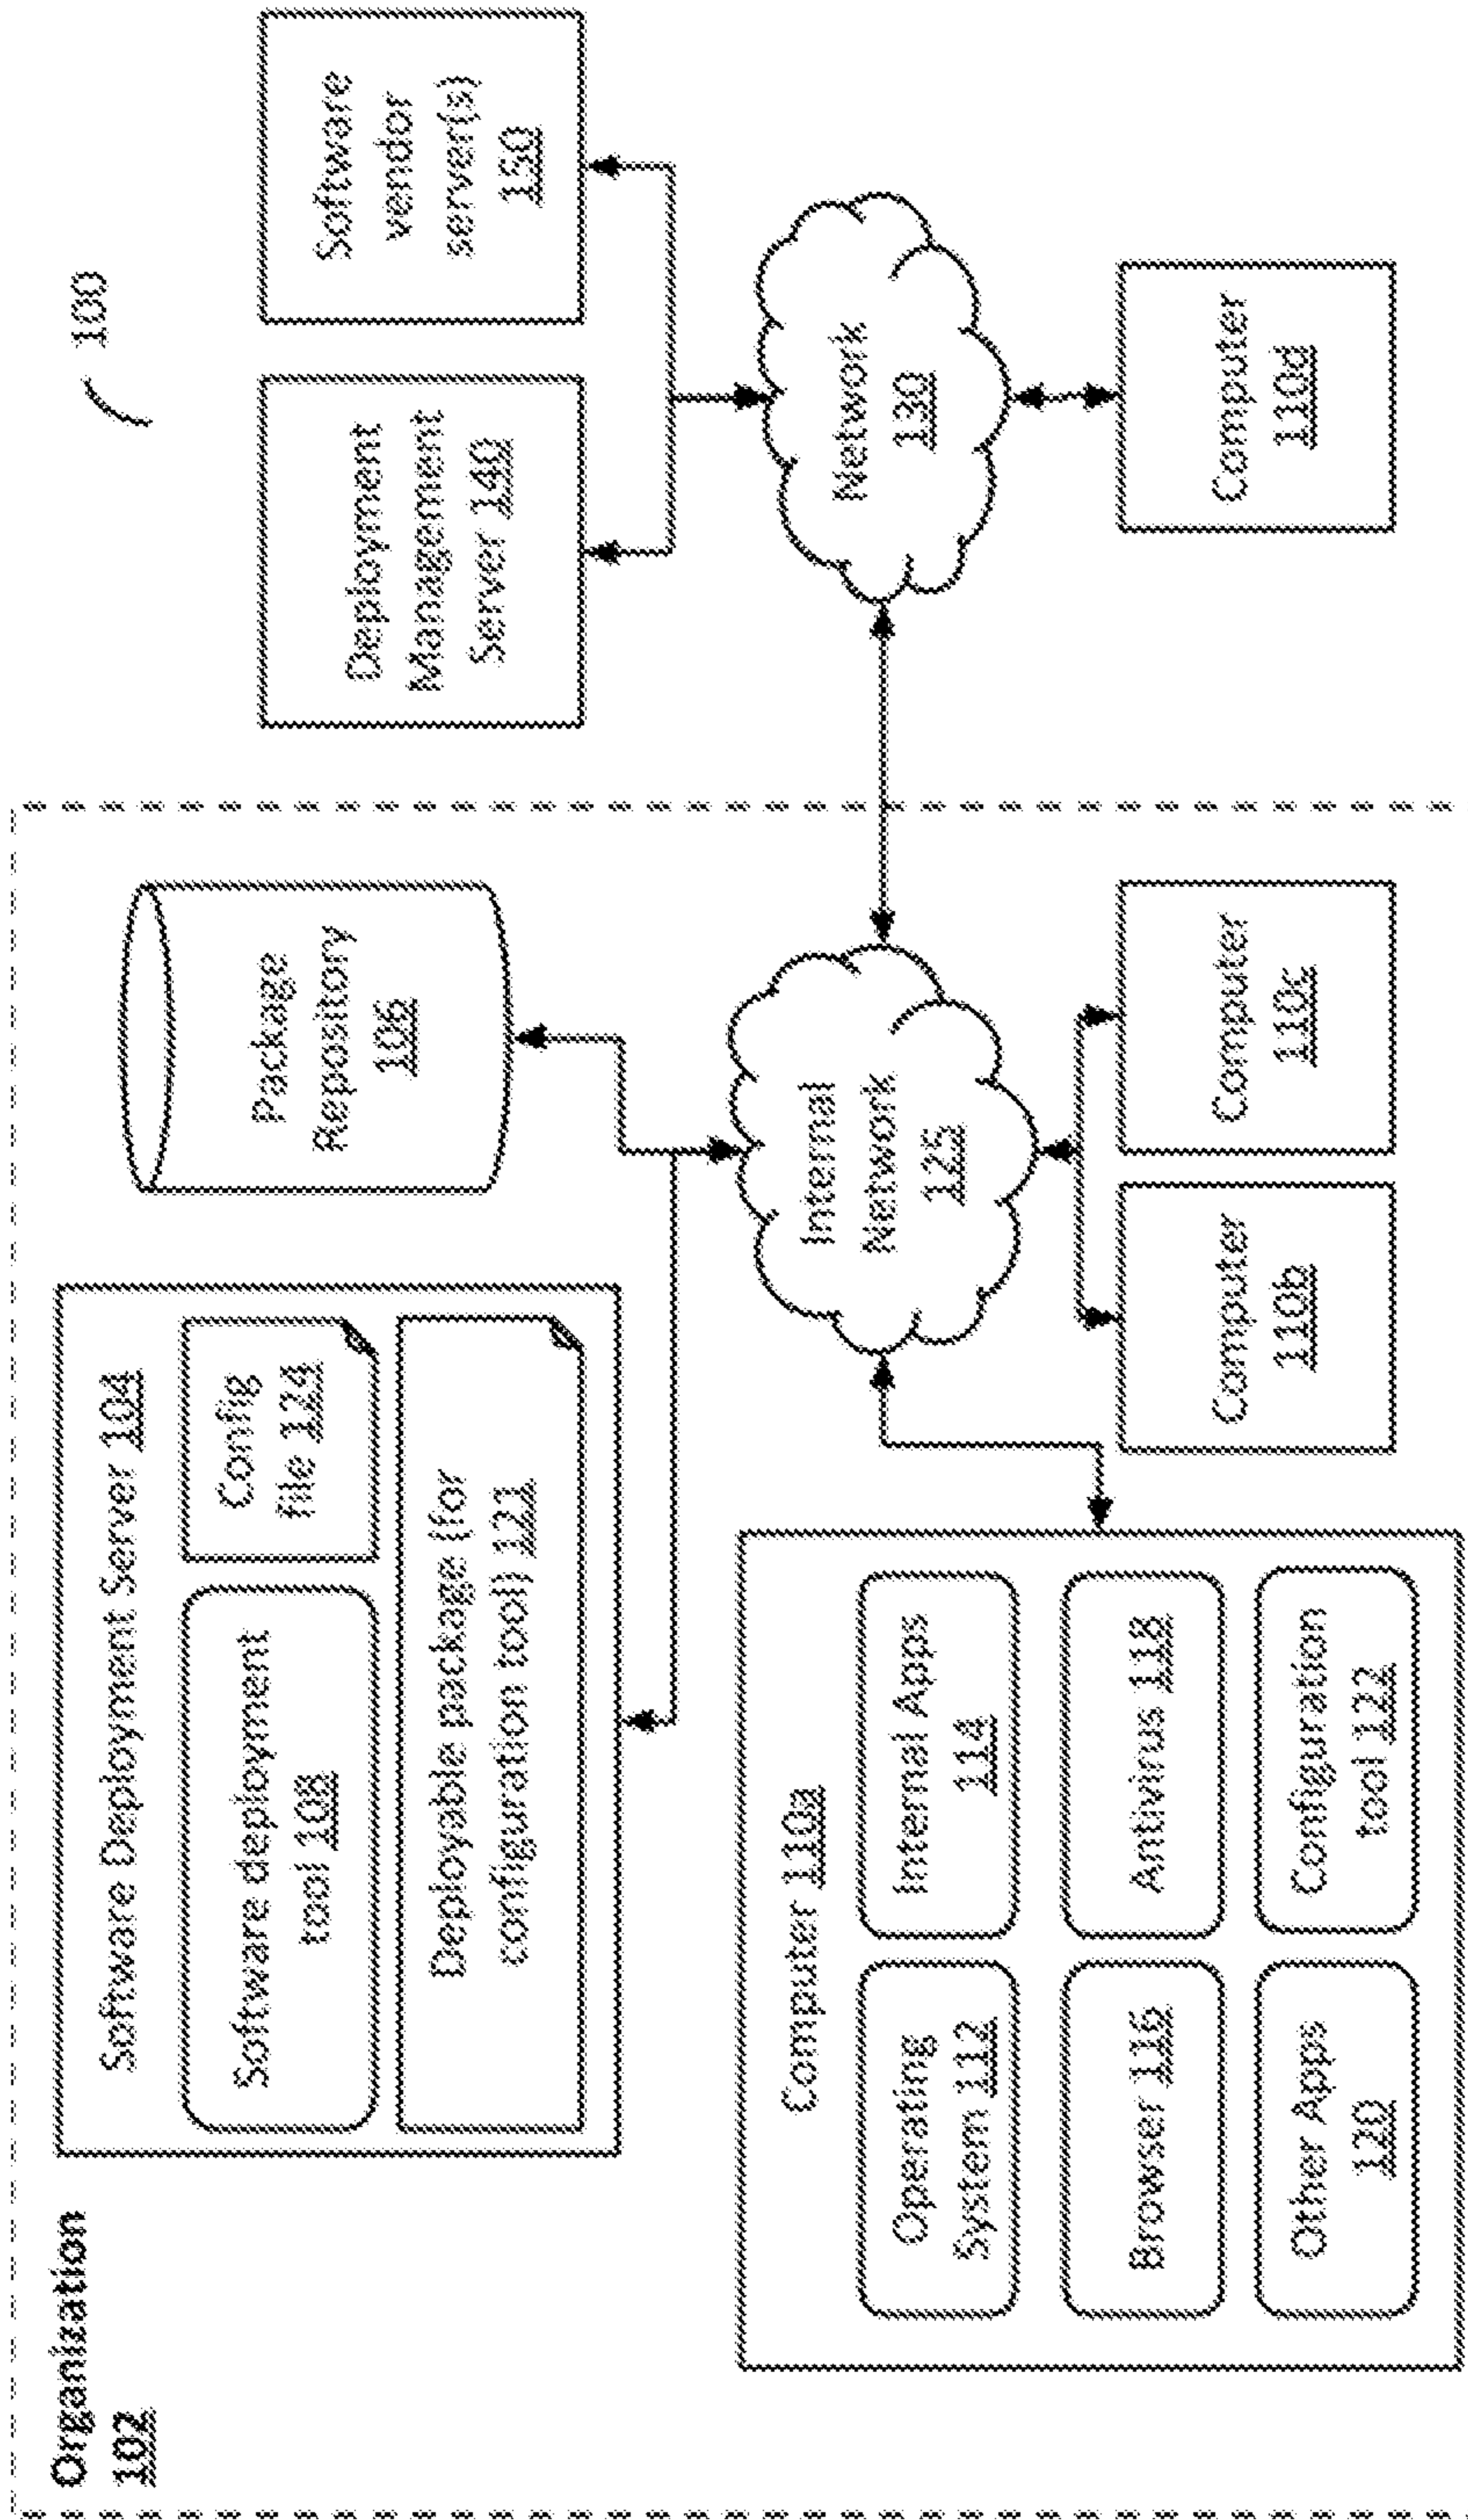 100
Organization
102
Software Deployment Server 104
Software deployment
tool 108
Config
file 124
Deployable package (for
configuration tool) 121
Package
Repository
106
Deployment
Management
Server 140
Software
vendor
server(s)
150
Internal
Network
125
Network
130
Computer 110a
Operating
System 112
Internal Apps
114
Browser 116
Antivirus 118
Other Apps
120
Configuration
tool 122
Computer
110b
Computer
110c
Computer
110d